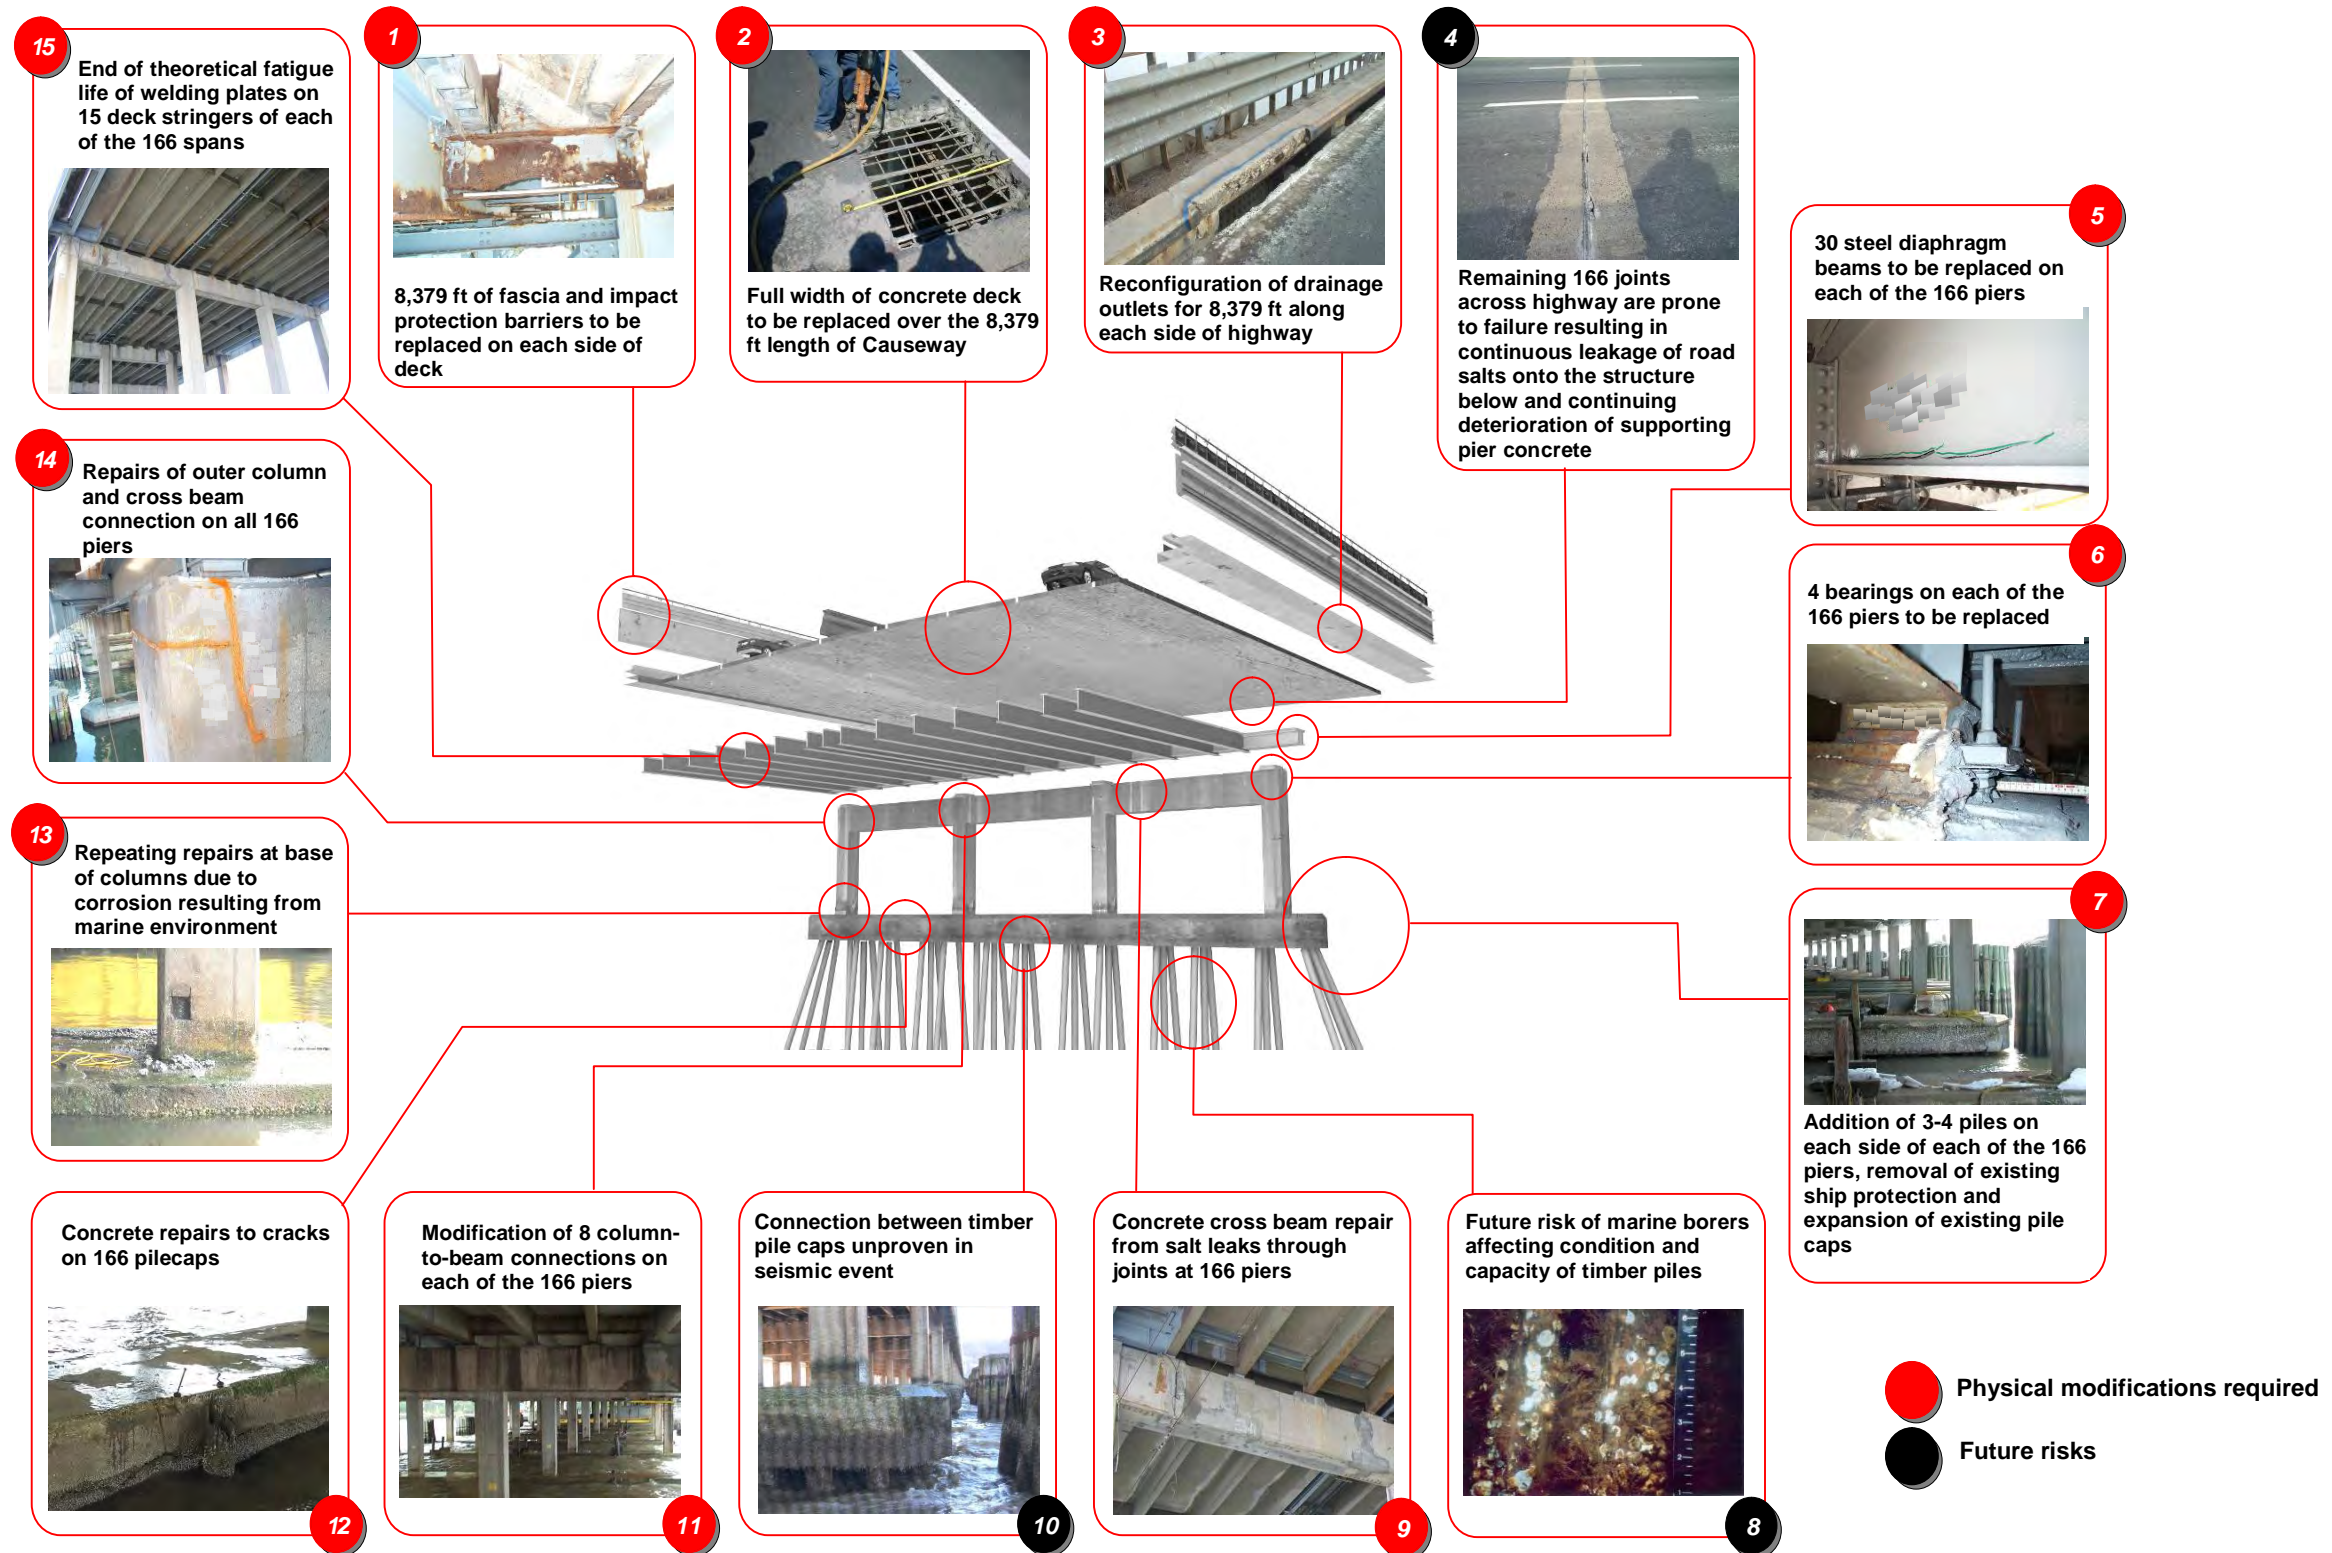 15
End of theoretical fatigue
life of welding plates on
15 deck stringers of each
of the 166 spans
1
8,379 ft of fascia and impact
protection barriers to be
replaced on each side of
deck
2
Full width of concrete deck
to be replaced over the 8,379
ft length of Causeway
3
Reconfiguration of drainage
outlets for 8,379 ft along
each side of highway
4
Remaining 166 joints
across highway are prone
to failure resulting in
continuous leakage of road
salts onto the structure
below and continuing
deterioration of supporting
pier concrete
5
30 steel diaphragm
beams to be replaced on
each of the 166 piers
6
4 bearings on each of the
166 piers to be replaced
7
Addition of 3-4 piles on
each side of each of the 166
piers, removal of existing
ship protection and
expansion of existing pile
caps
14
Repairs of outer column
and cross beam
connection on all 166
piers
13
Repeating repairs at base
of columns due to
corrosion resulting from
marine environment
Concrete repairs to cracks
on 166 pilecaps
12
Modification of 8 column-
to-beam connections on
each of the 166 piers
11
Connection between timber
pile caps unproven in
seismic event
10
Concrete cross beam repair
from salt leaks through
joints at 166 piers
9
Future risk of marine borers
affecting condition and
capacity of timber piles
8
Physical modifications required
Future risks